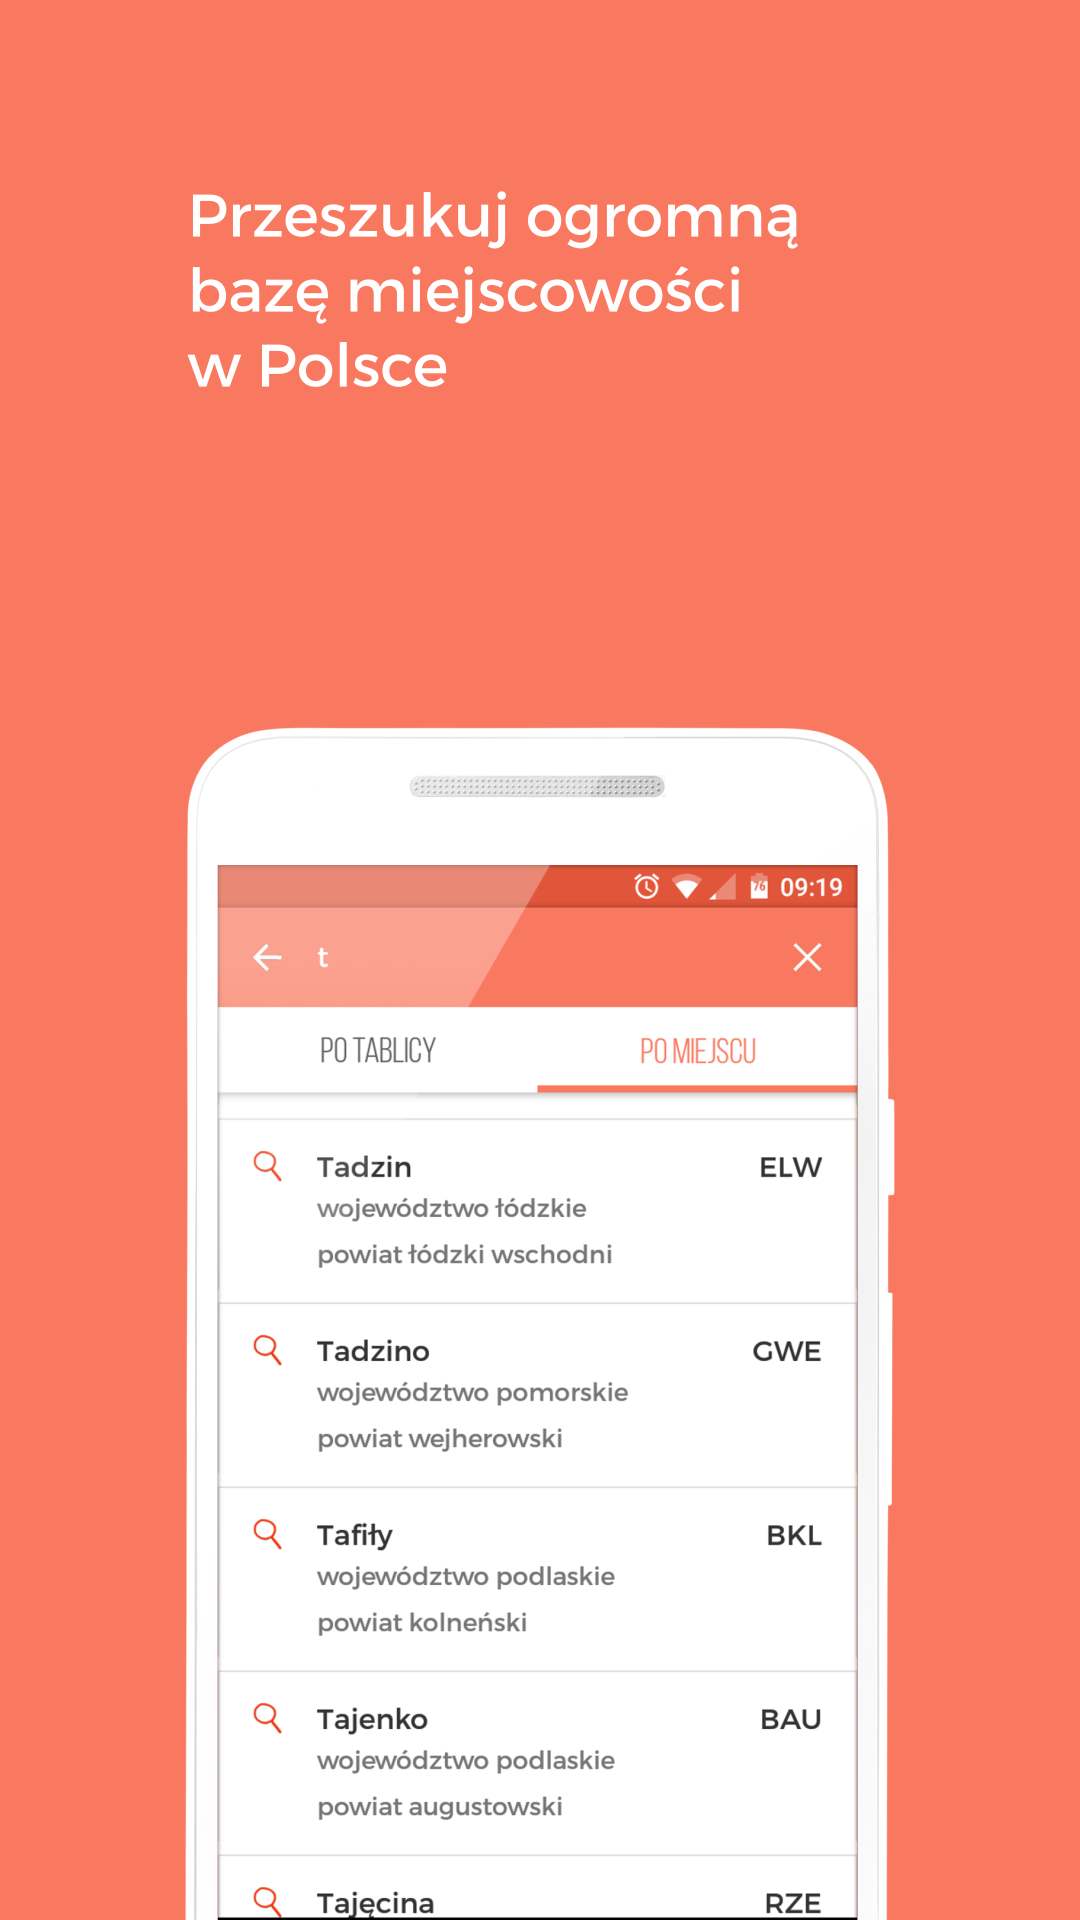 Przeszukuj ogromną
bazę miejscowości
w Polsce
76 09:19
t
PO TABLICY PO MIEJSCU
Tadzin ELW
województwo łódzkie
powiat łódzki wschodni
Tadzino GWE
województwo pomorskie
powiat wejherowski
Tafiły BKL
województwo podlaskie
powiat kolneński
Tajenko BAU
województwo podlaskie
powiat augustowski
Tajęcina RZE